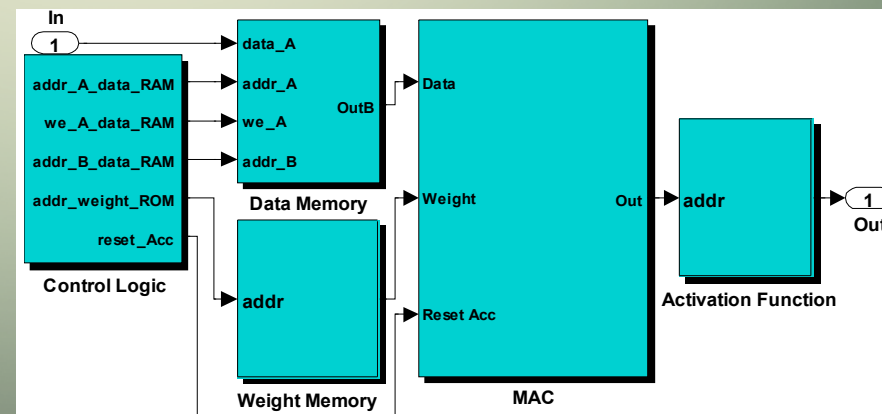 In
1
addr_A_data_RAM
we_A_data_RAM
addr_B_data_RAM
addr_weight_ROM
reset_Acc
Control Logic
data_A
addr_A
we_A
addr_B
OutB
Data Memory
addr
Weight Memory
Data
Weight
Reset Acc
Out
MAC
addr
Activation Function
1
Out